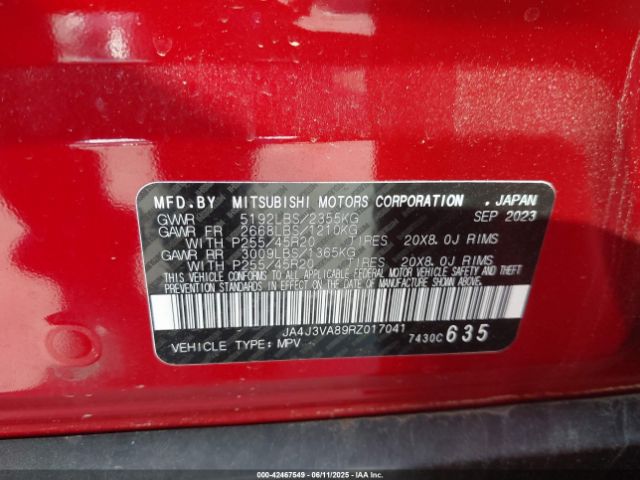 MFD.BY MITSUBISHI MOTORS CORPORATION . JAPAN
GVWR 5192LBS/2355KG SEP 2023
GAWR FR 2668LBS/1210KG
WITH P255/45R20 TIRES 20X8.0J RIMS
GAWR RR 3009LBS/1365KG
WITH P255/45R20 TIRES 20X8.0J RIMS
THIS VEHICLE CONFORMS TO ALL APPLICABLE FEDERAL MOTOR VEHICLE SAFETY AND THEFT
PREVENTION STANDARDS IN EFFECT ON THE DATE OF MANUFACTURE SHOWN ABOVE.
JA4J3VA89RZ017041
VEHICLE TYPE: MPV 7430C 635
000-42467549 - 06/11/2025 - IAAI.COM